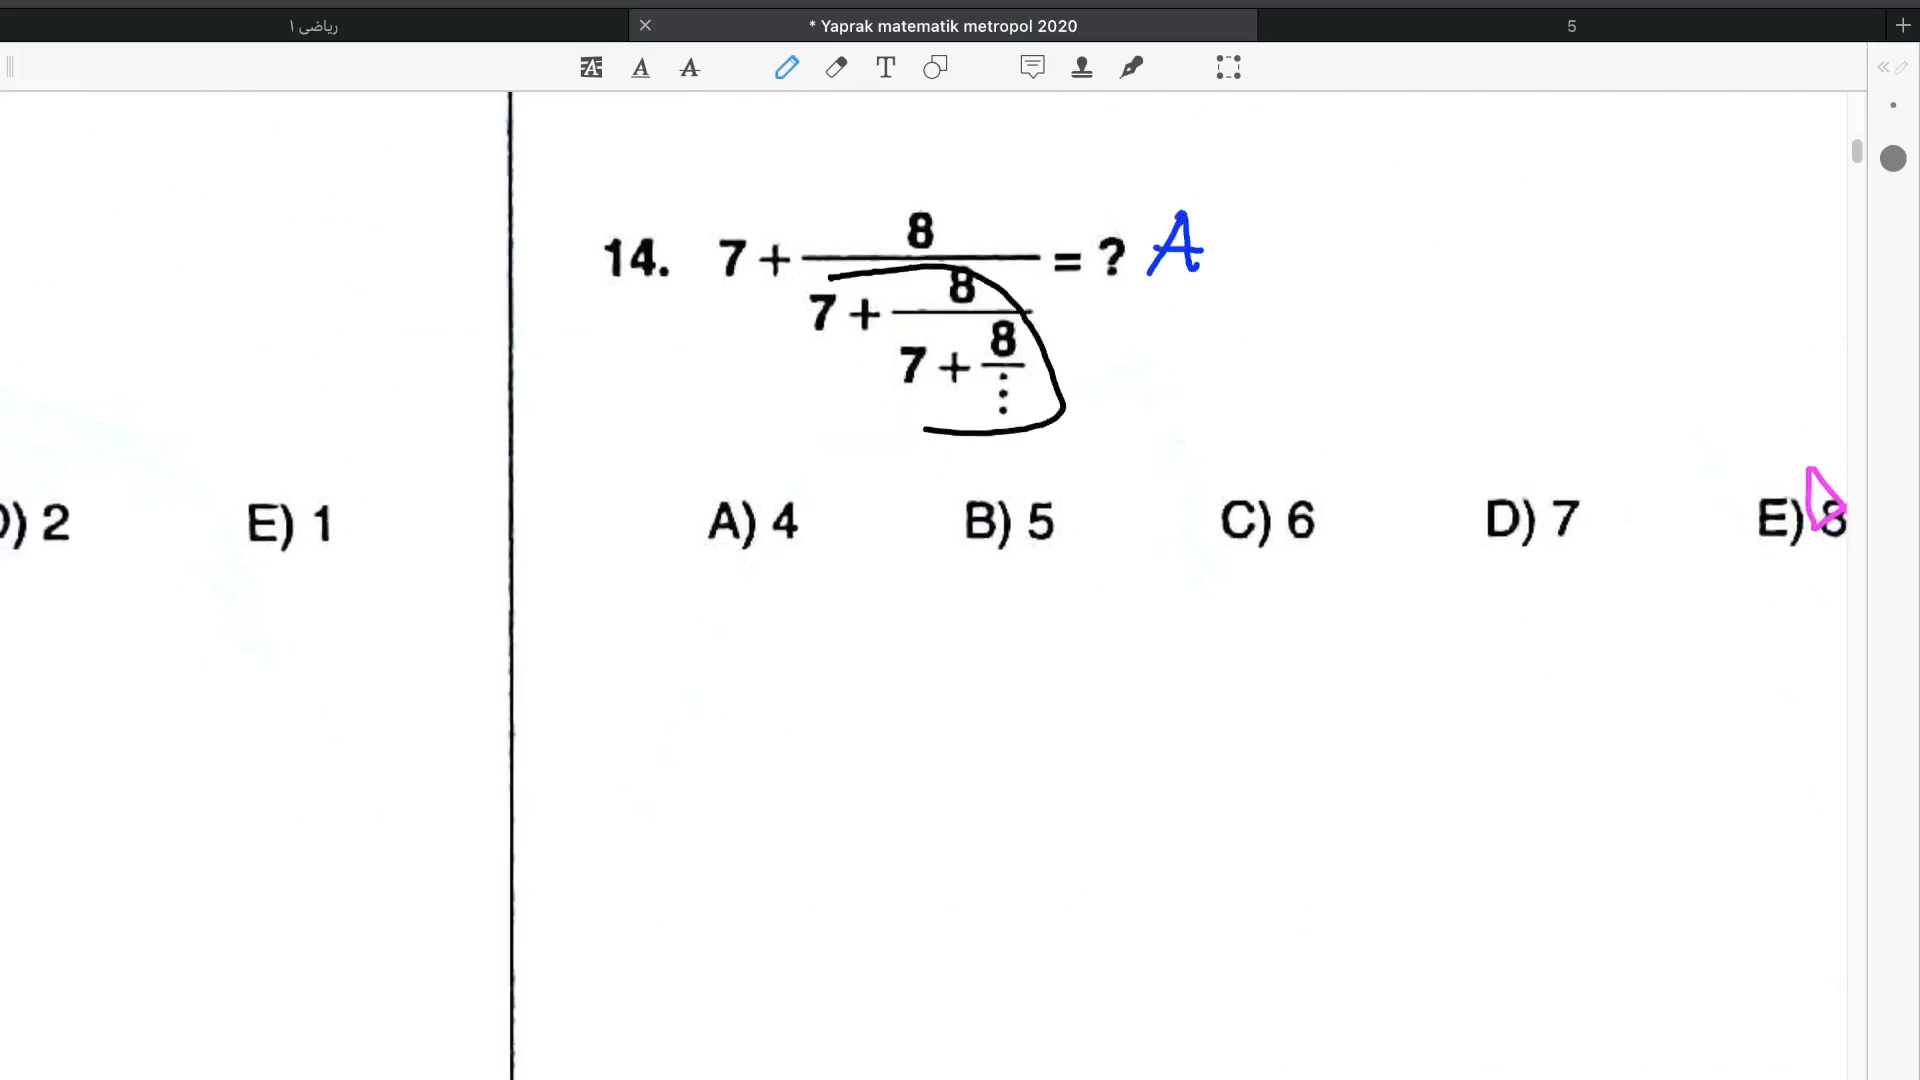 ریاضی ۱
* Yaprak matematik metropol 2020
5
14. 7 + 8 / (7 + 8 / (7 + 8 / ⋮)) = ? A
D) 2 E) 1
A) 4 B) 5 C) 6 D) 7 E) 8